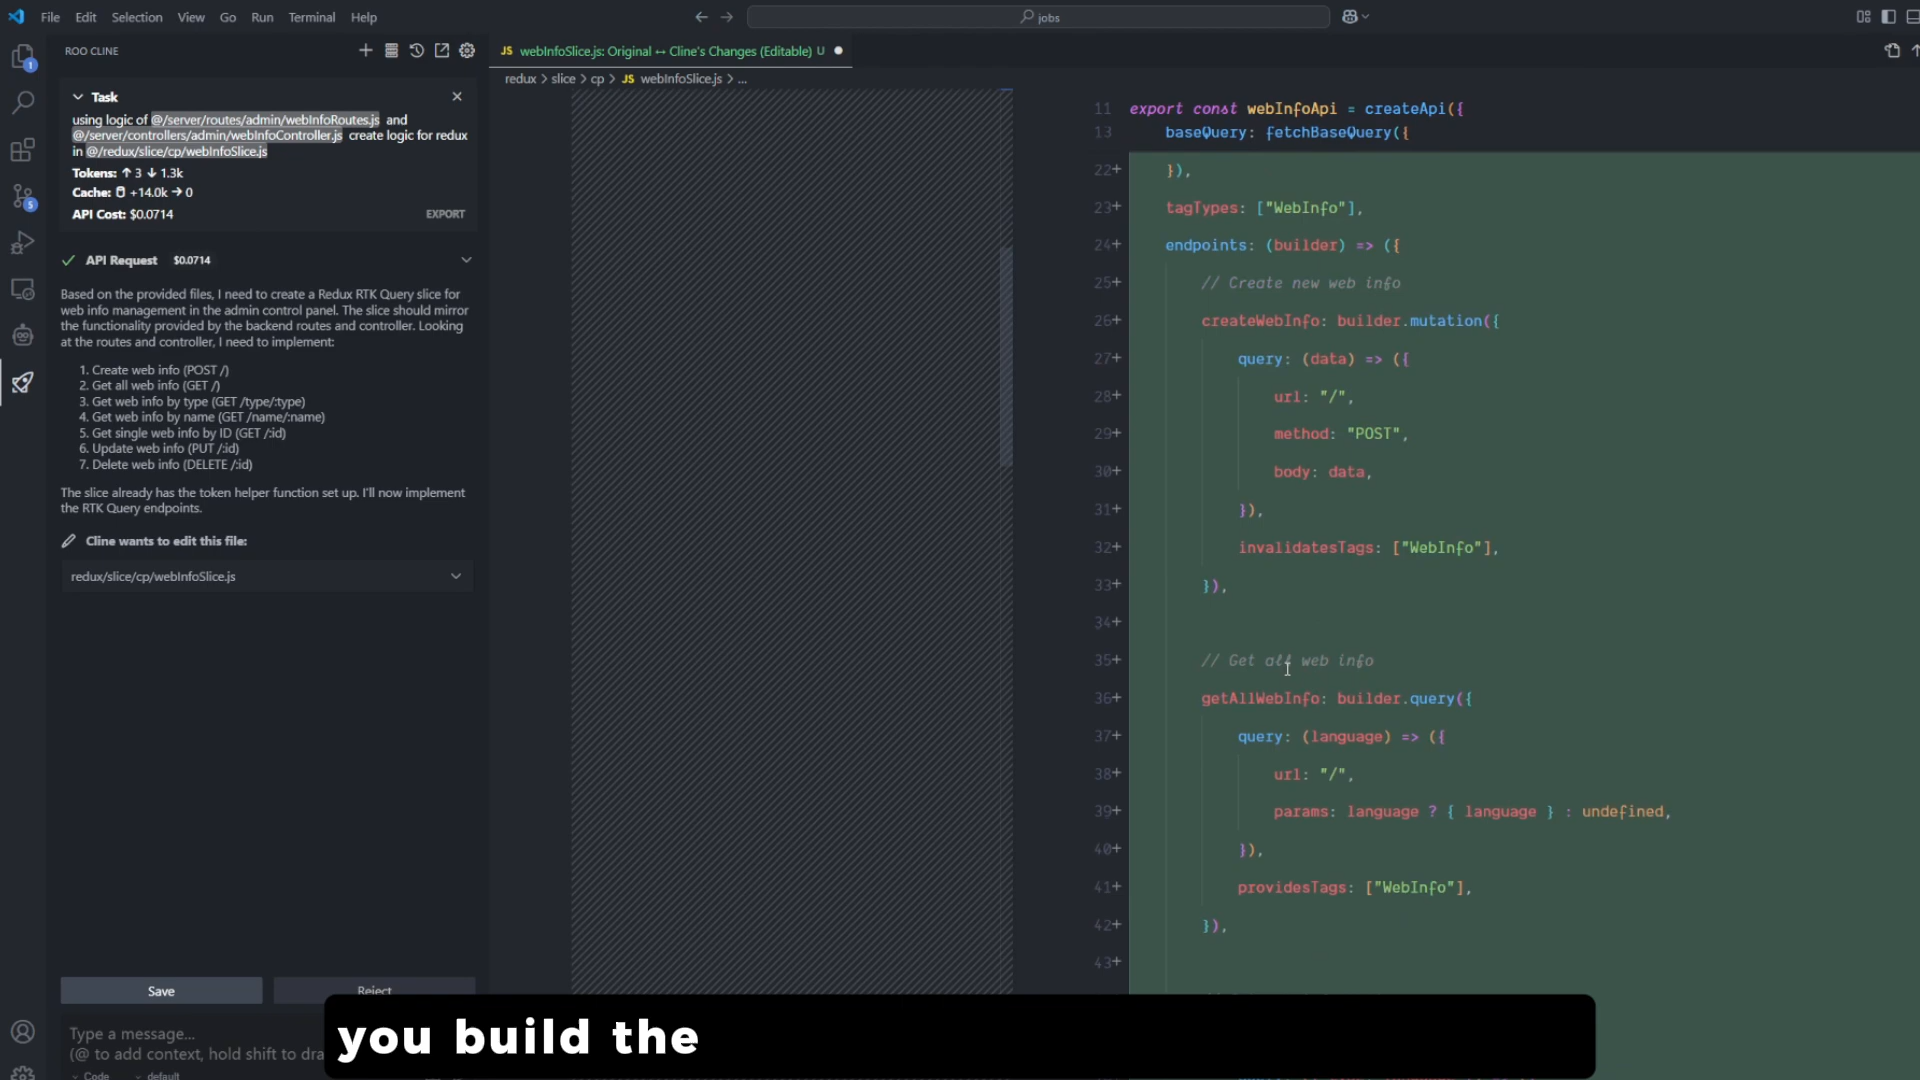 File Edit Selection View Go Run Terminal Help
jobs
ROO CLINE
JS webInfoSlice.js: Original ↔ Cline's Changes (Editable) U
redux > slice > cp > JS webInfoSlice.js > ...
Task
using logic of @/server/routes/admin/webInfoRoutes.js and
@/server/controllers/admin/webInfoController.js create logic for redux
in @/redux/slice/cp/webInfoSlice.js
Tokens: ↑ 3 ↓ 1.3k
Cache: +14.0k → 0
API Cost: $0.0714
EXPORT
API Request $0.0714
Based on the provided files, I need to create a Redux RTK Query slice for
web info management in the admin control panel. The slice should mirror
the functionality provided by the backend routes and controller. Looking
at the routes and controller, I need to implement:
1. Create web info (POST /)
2. Get all web info (GET /)
3. Get web info by type (GET /type/:type)
4. Get web info by name (GET /name/:name)
5. Get single web info by ID (GET /:id)
6. Update web info (PUT /:id)
7. Delete web info (DELETE /:id)
The slice already has the token helper function set up. I'll now implement
the RTK Query endpoints.
Cline wants to edit this file:
redux/slice/cp/webInfoSlice.js
Save
Reject
Type a message...
(@ to add context, hold shift to dra
Code default
1
5
11 export const webInfoApi = createApi({
13 baseQuery: fetchBaseQuery({
22+ }),
23+ tagTypes: ["WebInfo"],
24+ endpoints: (builder) => ({
25+ // Create new web info
26+ createWebInfo: builder.mutation({
27+ query: (data) => ({
28+ url: "/",
29+ method: "POST",
30+ body: data,
31+ }),
32+ invalidatesTags: ["WebInfo"],
33+ }),
34+
35+ // Get all web info
36+ getAllWebInfo: builder.query({
37+ query: (language) => ({
38+ url: "/",
39+ params: language ? { language } : undefined,
40+ }),
41+ providesTags: ["WebInfo"],
42+ }),
43+
you build the